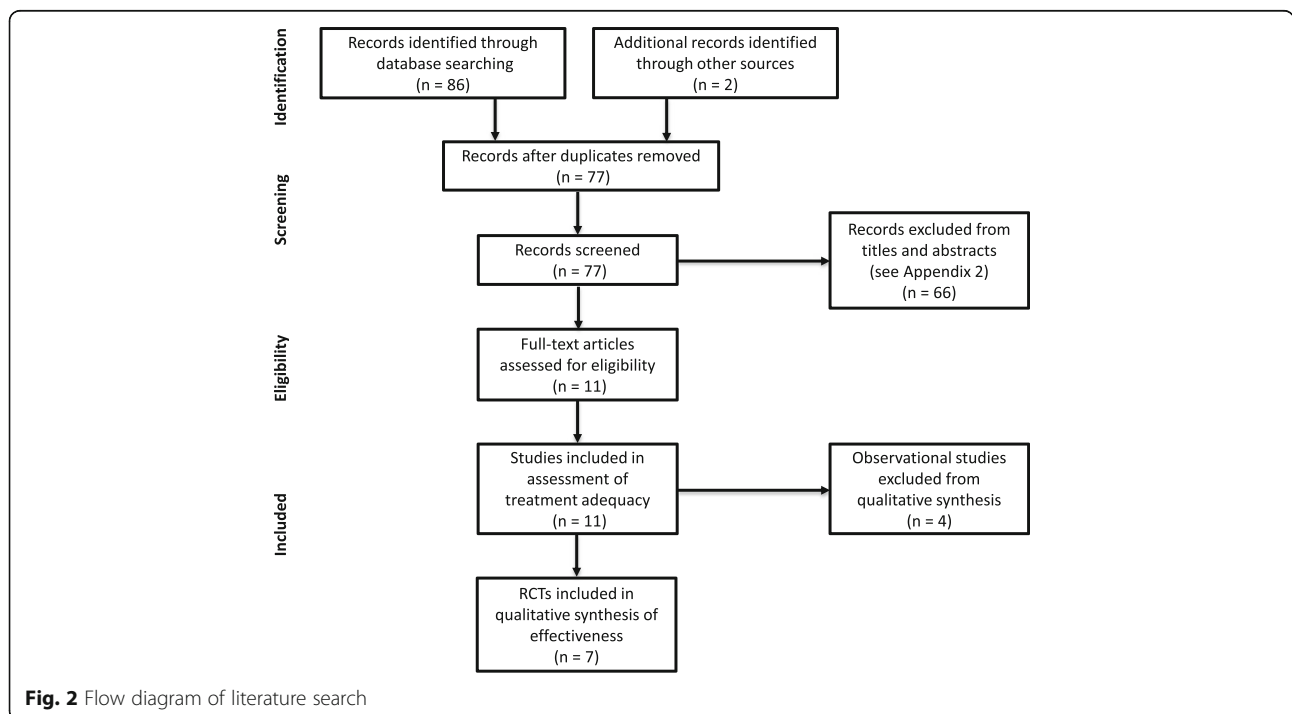 Identification
Records identified through
database searching
(n = 86)
Additional records identified
through other sources
(n = 2)
Records after duplicates removed
(n = 77)
Screening
Records screened
(n = 77)
Records excluded from
titles and abstracts
(see Appendix 2)
(n = 66)
Eligibility
Full-text articles
assessed for eligibility
(n = 11)
Included
Studies included in
assessment of
treatment adequacy
(n = 11)
Observational studies
excluded from
qualitative synthesis
(n = 4)
RCTs included in
qualitative synthesis of
effectiveness
(n = 7)
Fig. 2 Flow diagram of literature search